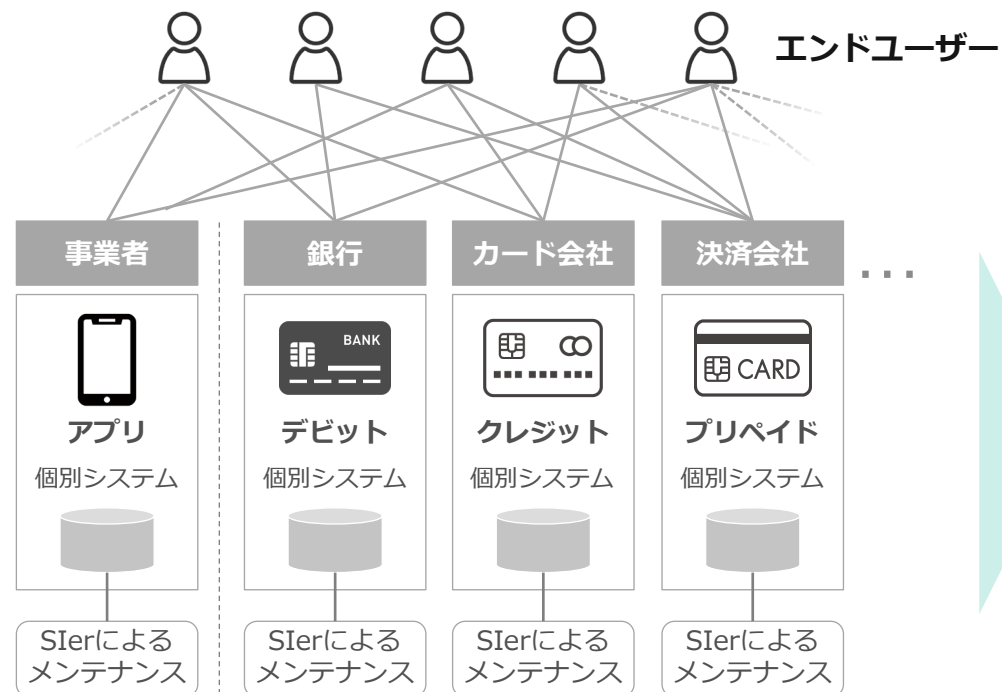 エンドユーザー
事業者
銀行
カード会社
決済会社
...
BANK
CARD
アプリ
デビット
クレジット
プリペイド
個別システム
個別システム
個別システム
個別システム
SIerによる
メンテナンス
SIerによる
メンテナンス
SIerによる
メンテナンス
SIerによる
メンテナンス